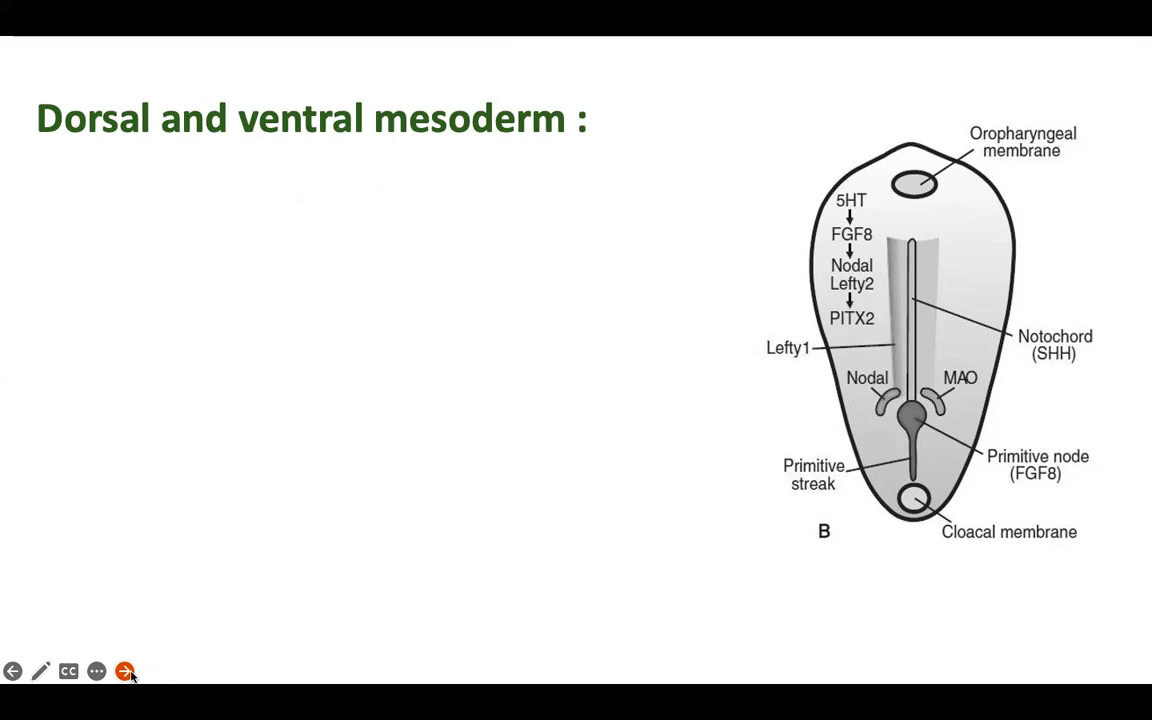 Dorsal and ventral mesoderm :
Oropharyngeal
membrane
5HT
FGF8
Nodal
Lefty2
PITX2
Notochord
(SHH)
Lefty1
Nodal
MAO
Primitive node
(FGF8)
Primitive
streak
Cloacal membrane
B
CC